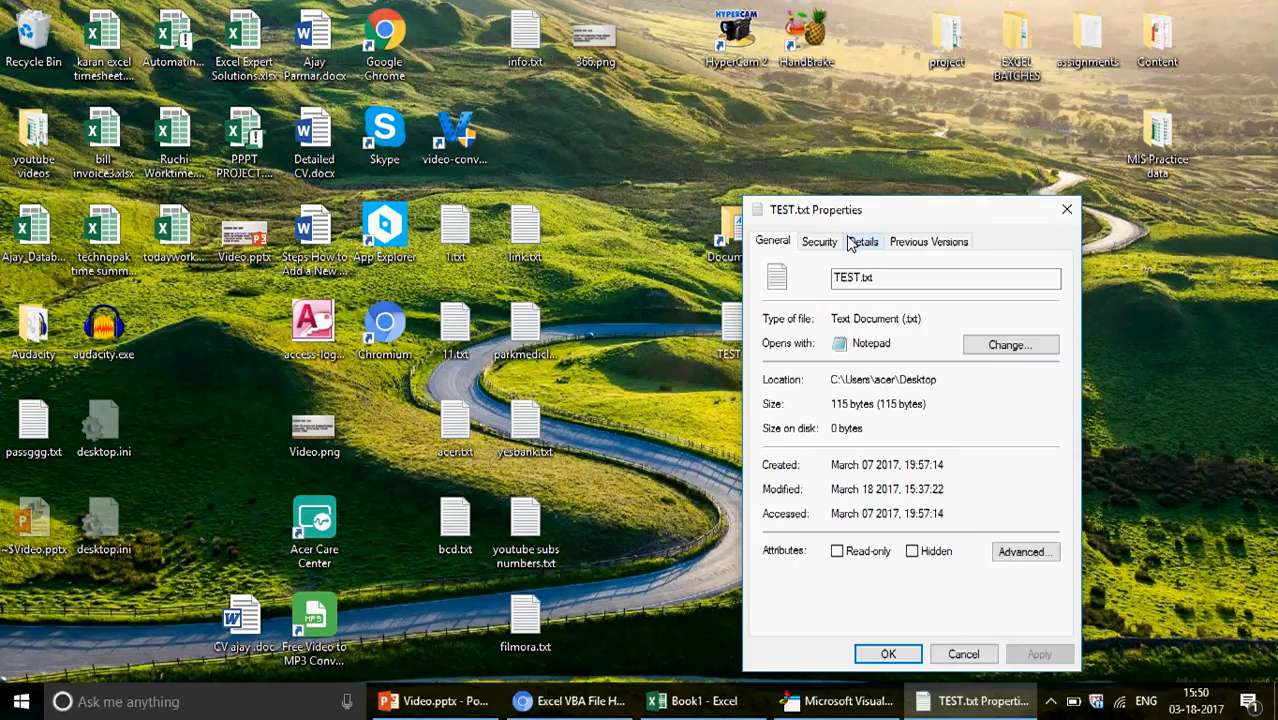 Recycle Bin
karan excel
timesheet....
Automatin...
Excel Expert
Solutions.xlsx
Ajay
Parmar.docx
Google
Chrome
info.txt
366.png
HYPERCAM
HyperCam 2
HandBrake
project
EXCEL
BATCHES
assignments
Content
youtube
videos
bill
invoice3.xlsx
Ruchi
Worktime....
PPPT
PROJECT....
Detailed
CV.docx
Skype
video-conv...
MIS Practice
data
Ajay_Datab...
technopak
time summ...
todaywork...
Video.pptx
Steps How to
Add a New ...
App Explorer
1.txt
link.txt
Docum
Audacity
audacity.exe
access-log...
Chromium
11.txt
parkmedicl...
TEST
passggg.txt
desktop.ini
Video.png
acer.txt
yesbank.txt
~$Video.pptx
desktop.ini
Acer Care
Center
bcd.txt
youtube subs
numbers.txt
CV ajay .doc
MP3
Free Video to
MP3 Conv...
filmora.txt
TEST.txt Properties
General
Security
Details
Previous Versions
TEST.txt
Type of file: Text Document (.txt)
Opens with: Notepad
Change...
Location: C:\Users\acer\Desktop
Size: 115 bytes (115 bytes)
Size on disk: 0 bytes
Created: March 07 2017, 19:57:14
Modified: March 18 2017, 15:37:22
Accessed: March 07 2017, 19:57:14
Attributes: Read-only Hidden Advanced...
OK Cancel Apply
Ask me anything
Video.pptx - Po...
Excel VBA File H...
Book1 - Excel
Microsoft Visual...
TEST.txt Properti...
ENG
15:50
03-18-2017
1